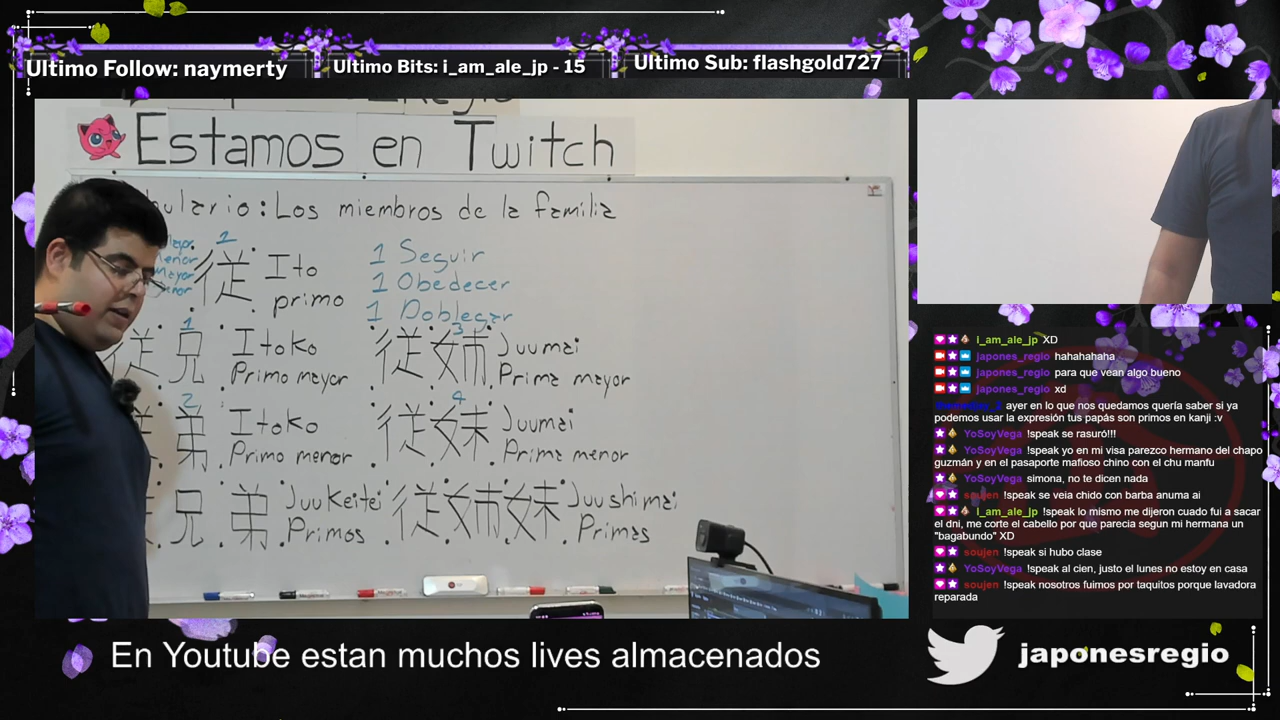 Ultimo Follow: naymerty
Ultimo Bits: i_am_ale_jp - 15
Ultimo Sub: flashgold727
Estamos en Twitch
ulario: Los miembros de la familia
1
従 Ito
primo
1 Seguir
1 Obedecer
1 Doblegar
1
従兄 Itoko
Primo mayor
3
従姉 Juumai
Prima mayor
2
弟 Itoko
Primo menor
4
従妹 Juumai
Prima menor
兄弟 Juukeitei
Primos
従姉妹 Juushimai
Primas
i_am_ale_jp XD
japones_regio hahahahaha
japones_regio para que vean algo bueno
japones_regio xd
ayer en lo que nos quedamos quería saber si ya
podemos usar la expresión tus papás son primos en kanji :v
YoSoyVega !speak se rasuró!!!
YoSoyVega !speak yo en mi visa parezco hermano del chapo
guzmán y en el pasaporte mafioso chino con el chu manfu
YoSoyVega simona, no te dicen nada
soujen !speak se veia chido con barba anuma ai
i_am_ale_jp !speak lo mismo me dijeron cuado fui a sacar
el dni, me corte el cabello por que parecia segun mi hermana un
"bagabundo" XD
soujen !speak si hubo clase
YoSoyVega !speak al cien, justo el lunes no estoy en casa
soujen !speak nosotros fuimos por taquitos porque lavadora
reparada
En Youtube estan muchos lives almacenados
japonesregio